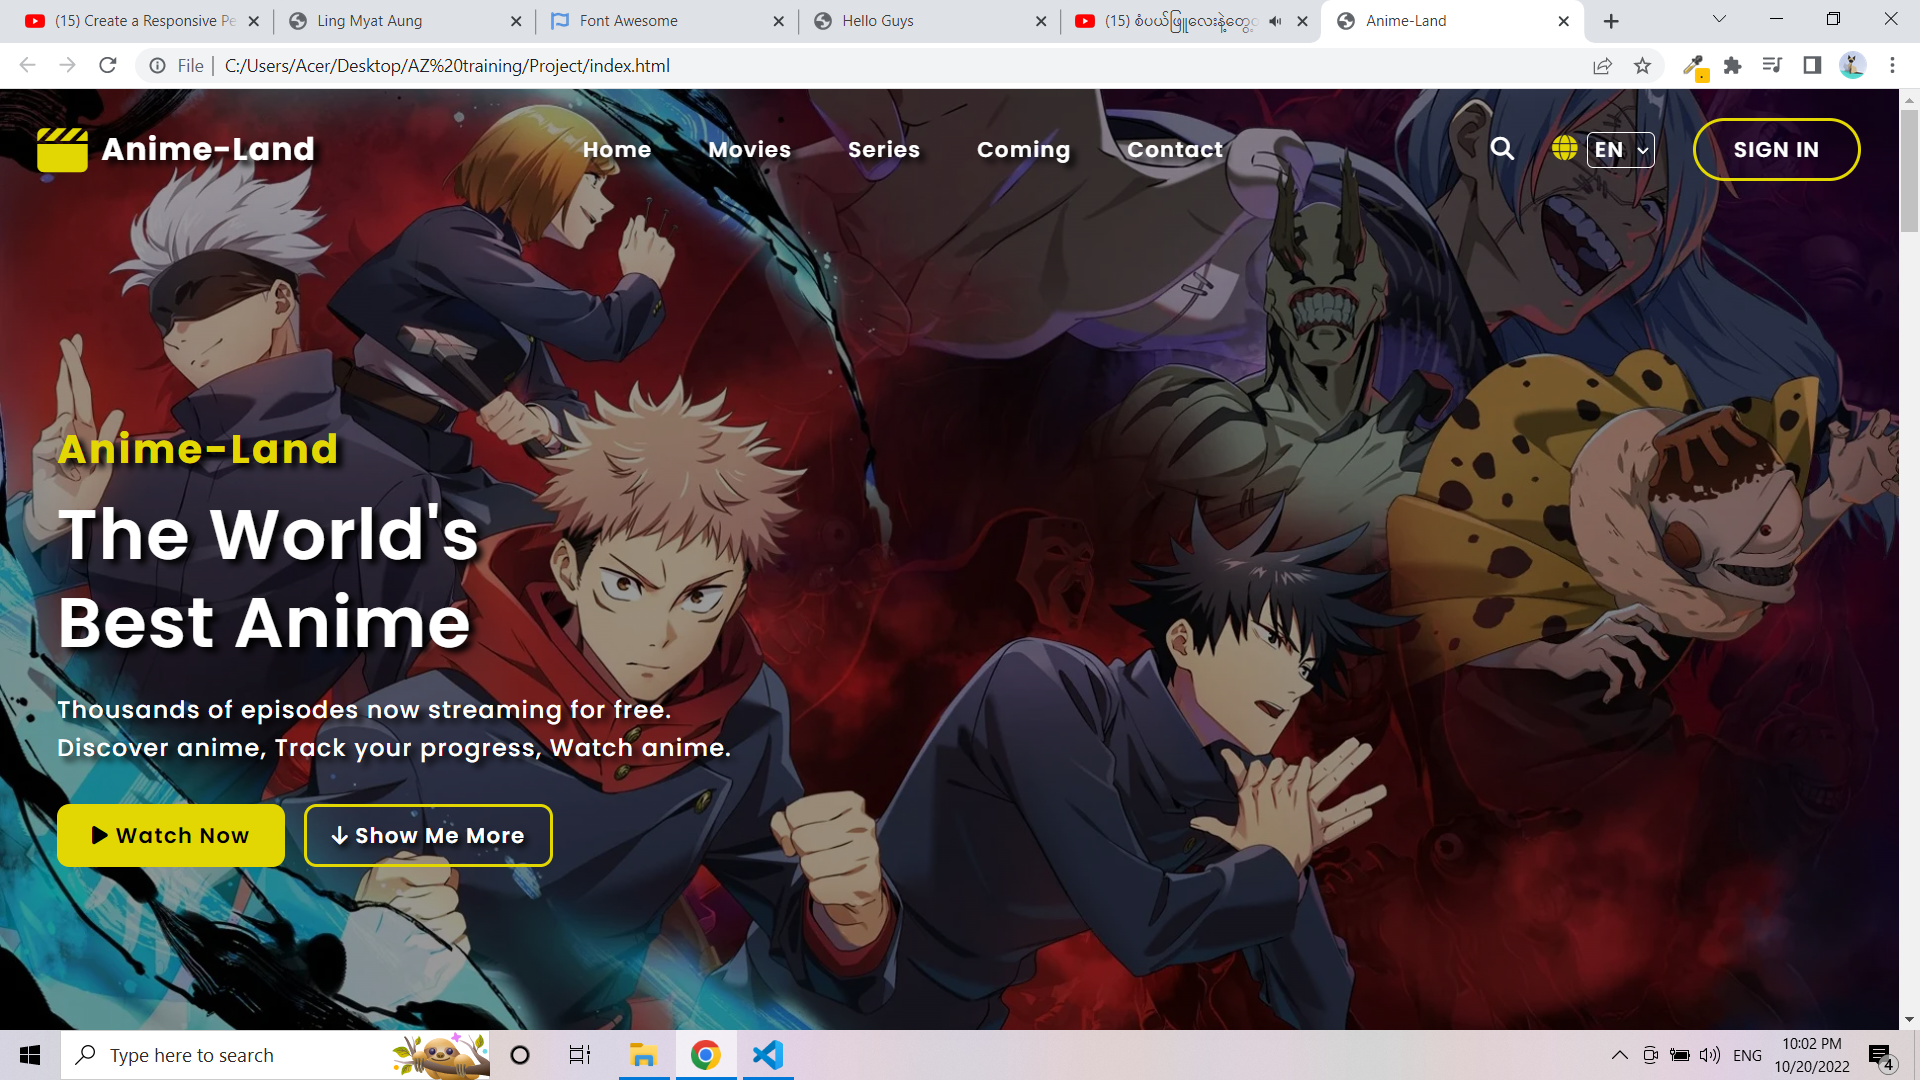 (15) Create a Responsive Pe
Ling Myat Aung
Font Awesome
Hello Guys
(15) စံပယ်ဖြူလေးနဲ့တွေ
Anime-Land
File
C:/Users/Acer/Desktop/AZ%20training/Project/index.html
Anime-Land
Home
Movies
Series
Coming
Contact
EN
SIGN IN
Anime-Land
The World's
Best Anime
Thousands of episodes now streaming for free.
Discover anime, Track your progress, Watch anime.
Watch Now
Show Me More
Type here to search
ENG
10:02 PM
10/20/2022
4